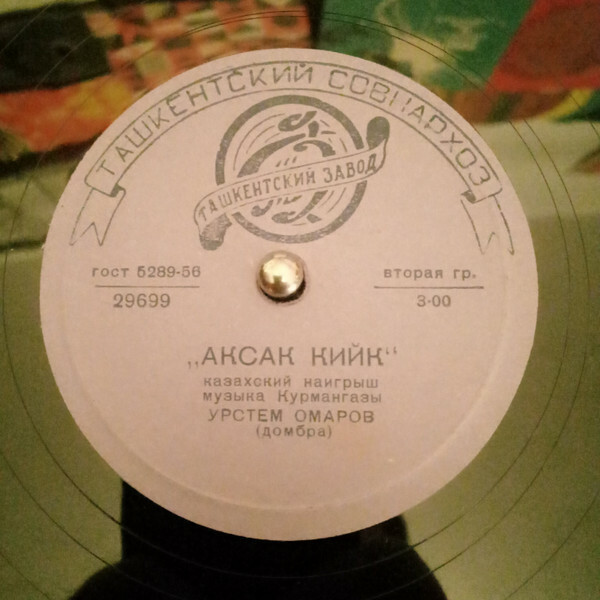 ТАШКЕНТСКИЙ СОВНАРХОЗ
ТАШКЕНТСКИЙ ЗАВОД
гост 5289-56
29699
вторая гр.
3-00
„АКСАК КИЙК"
казахский наигрыш
музыка Курмангазы
УРСТЕМ ОМАРОВ
(домбра)